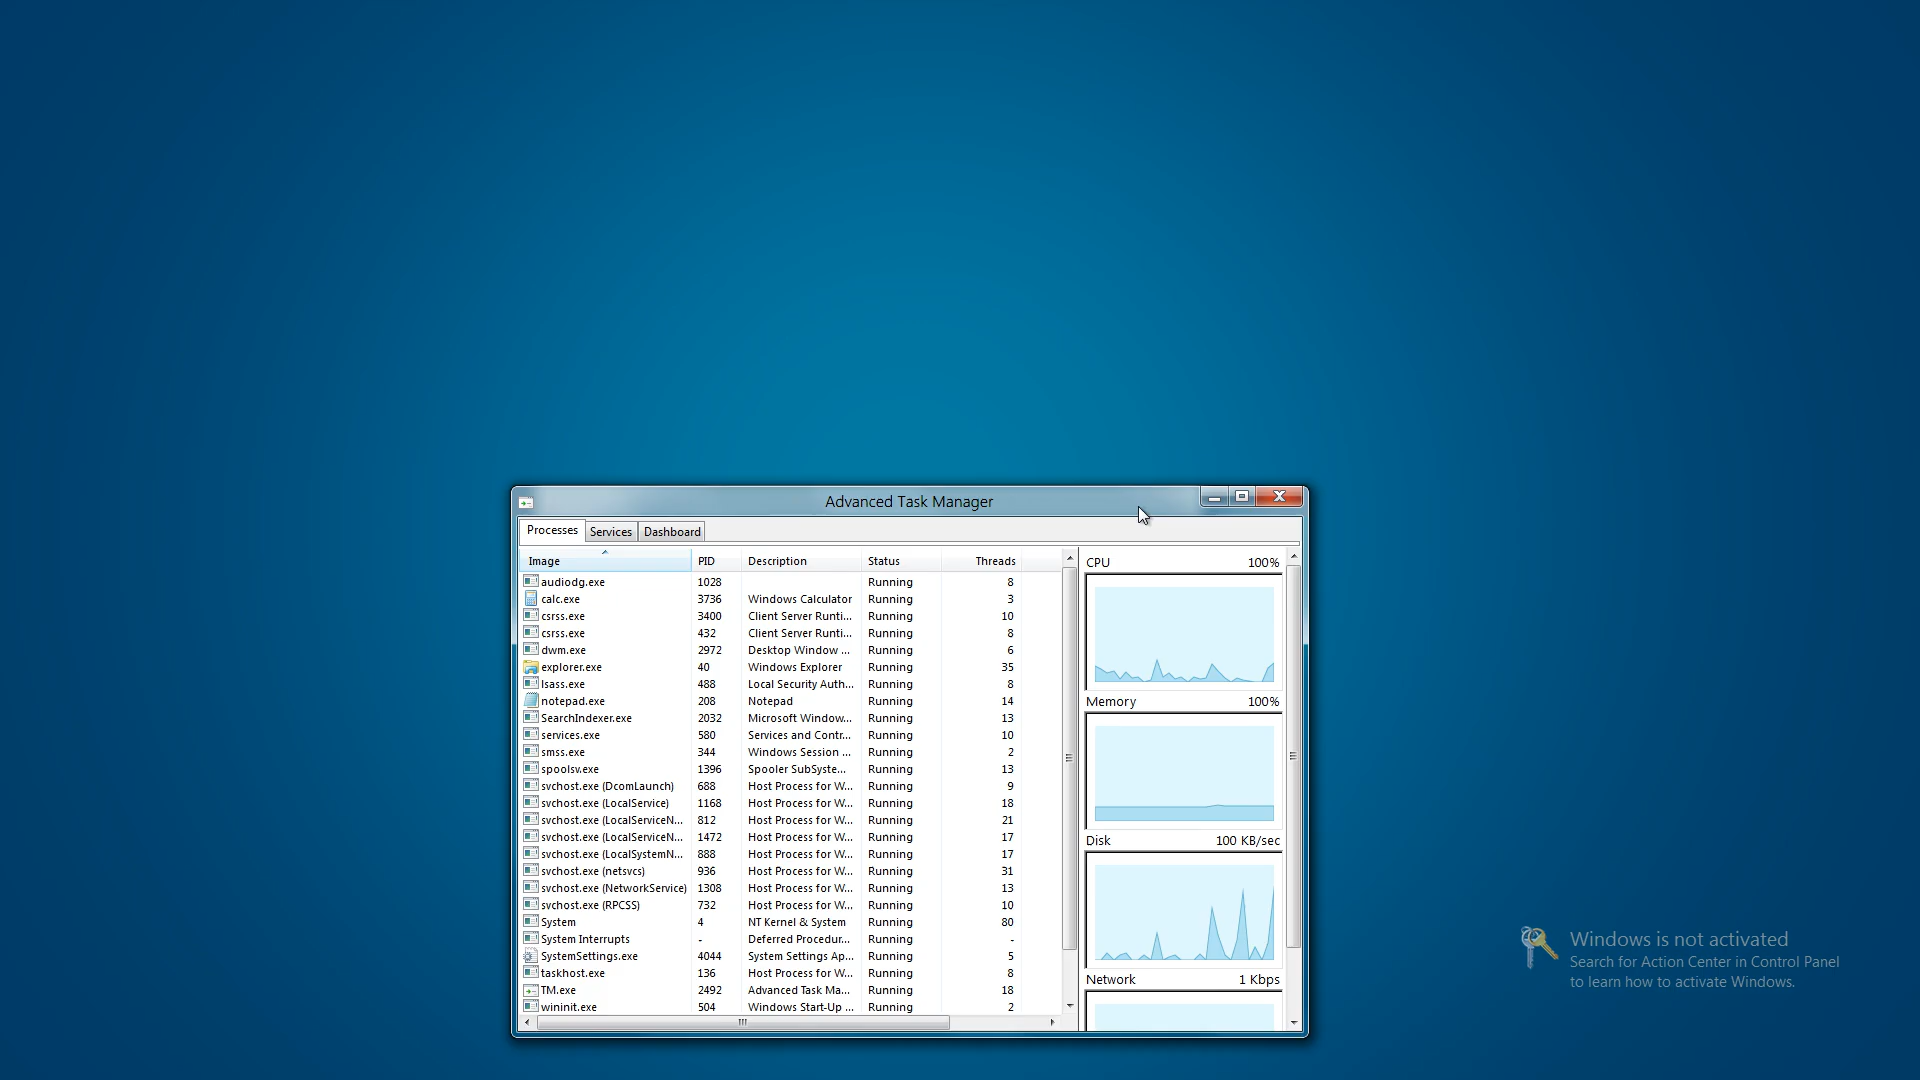 Advanced Task Manager
Processes Services Dashboard
Image PID Description Status Threads
audiodg.exe 1028 Running 8
calc.exe 3736 Windows Calculator Running 3
csrss.exe 3400 Client Server Runti... Running 10
csrss.exe 432 Client Server Runti... Running 8
dwm.exe 2972 Desktop Window ... Running 6
explorer.exe 40 Windows Explorer Running 35
lsass.exe 488 Local Security Auth... Running 8
notepad.exe 208 Notepad Running 14
SearchIndexer.exe 2032 Microsoft Window... Running 13
services.exe 580 Services and Contr... Running 10
smss.exe 344 Windows Session ... Running 2
spoolsv.exe 1396 Spooler SubSyste... Running 13
svchost.exe (DcomLaunch) 688 Host Process for W... Running 9
svchost.exe (LocalService) 1168 Host Process for W... Running 18
svchost.exe (LocalServiceN... 812 Host Process for W... Running 21
svchost.exe (LocalServiceN... 1472 Host Process for W... Running 17
svchost.exe (LocalSystemN... 888 Host Process for W... Running 17
svchost.exe (netsvcs) 936 Host Process for W... Running 31
svchost.exe (NetworkService) 1308 Host Process for W... Running 13
svchost.exe (RPCSS) 732 Host Process for W... Running 10
System 4 NT Kernel & System Running 80
System Interrupts - Deferred Procedur... Running -
SystemSettings.exe 4044 System Settings Ap... Running 5
taskhost.exe 136 Host Process for W... Running 8
TM.exe 2492 Advanced Task Ma... Running 18
wininit.exe 504 Windows Start-Up ... Running 2
CPU 100%
Memory 100%
Disk 100 KB/sec
Network 1 Kbps
Windows is not activated
Search for Action Center in Control Panel
to learn how to activate Windows.